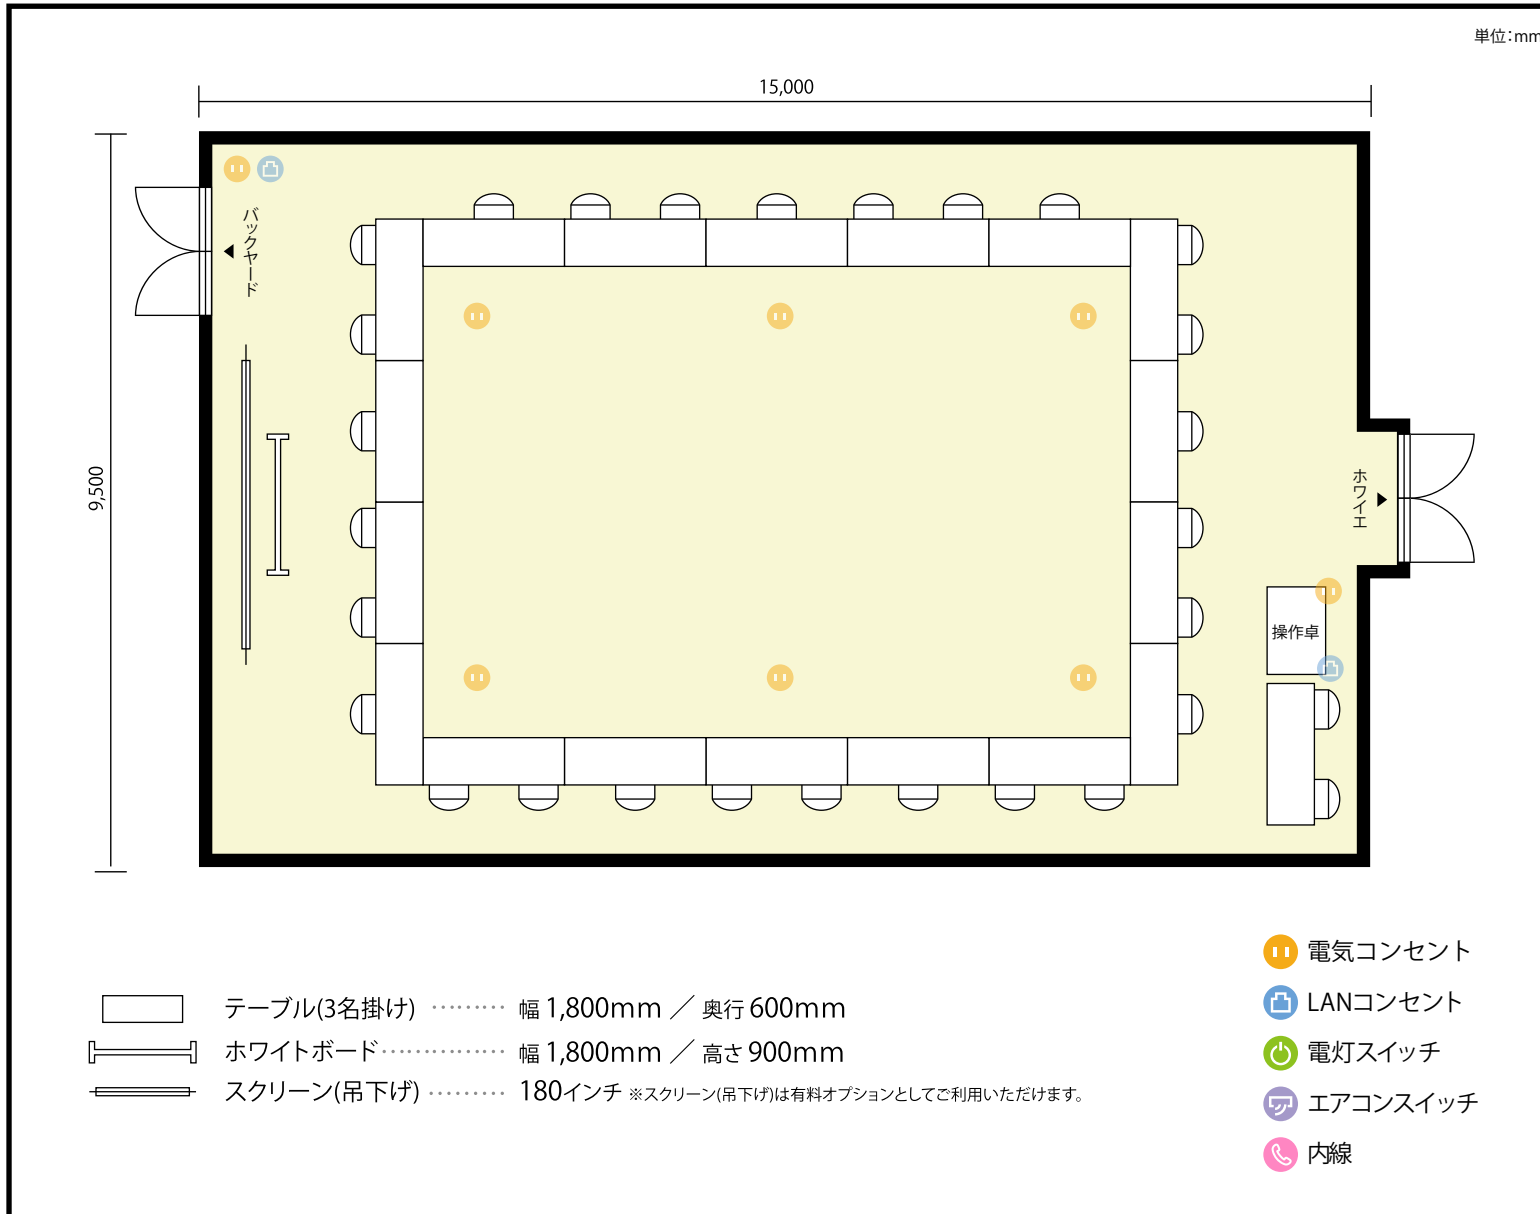 単位:mm
15,000
9,500
バックヤード
ホワイエ
操作卓
テーブル(3名掛け) ········· 幅 1,800mm ／ 奥行 600mm
ホワイトボード ··············· 幅 1,800mm ／ 高さ 900mm
スクリーン(吊下げ) ········· 180インチ ※スクリーン(吊下げ)は有料オプションとしてご利用いただけます。
電気コンセント
LANコンセント
電灯スイッチ
エアコンスイッチ
内線